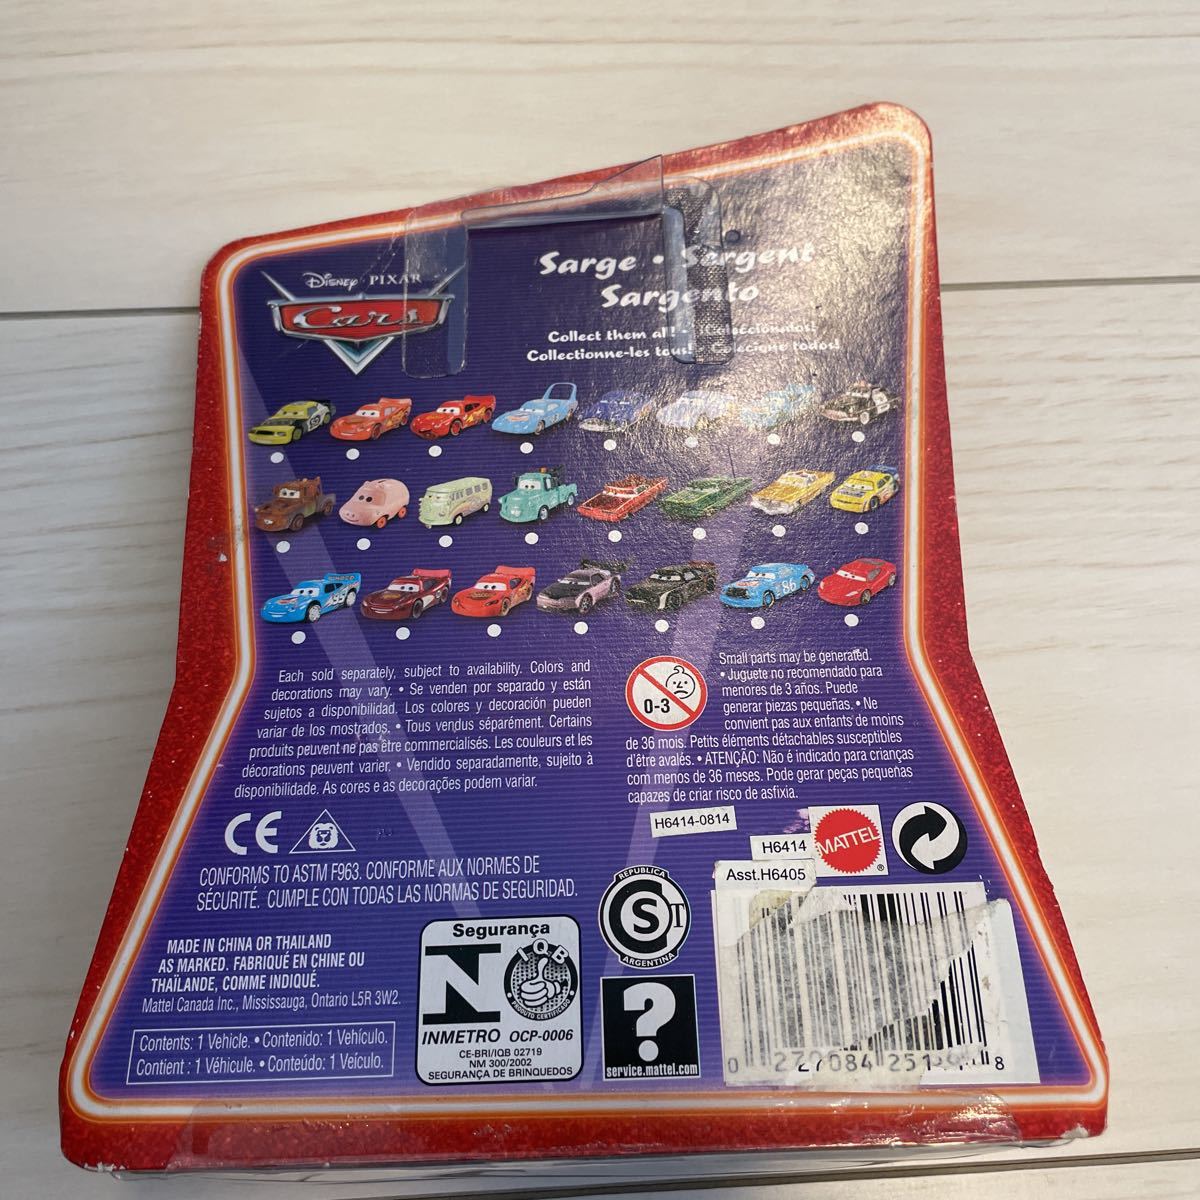 Disney PIXAR
Cars
Sarge • Sergent
Sargento
Collect them all! • ¡Colecciónalos!
Collectionne-les tous! Colecione todos!
86
Each sold separately, subject to availability. Colors and
decorations may vary. • Se venden por separado y están
sujetos a disponibilidad. Los colores y decoración pueden
variar de los mostrados. • Tous vendus séparément. Certains
produits peuvent ne pas être commercialisés. Les couleurs et les
décorations peuvent varier. • Vendido separadamente, sujeito à
disponibilidade. As cores e as decorações podem variar.
0-3
Small parts may be generated.
• Juguete no recomendado para
menores de 3 años. Puede
generar piezas pequeñas. • Ne
convient pas aux enfants de moins
de 36 mois. Petits éléments détachables susceptibles
d'être avalés. • ATENÇÃO: Não é indicado para crianças
com menos de 36 meses. Pode gerar peças pequenas
capazes de criar risco de asfixia.
H6414-0814
H6414
MATTEL
®
Asst.H6405
CE
CONFORMS TO ASTM F963. CONFORME AUX NORMES DE
SÉCURITÉ. CUMPLE CON TODAS LAS NORMAS DE SEGURIDAD.
MADE IN CHINA OR THAILAND
AS MARKED. FABRIQUÉ EN CHINE OU
THAÏLANDE, COMME INDIQUÉ.
Mattel Canada Inc., Mississauga, Ontario L5R 3W2.
Contents: 1 Vehicle. • Contenido: 1 Vehículo.
Contient : 1 Véhicule. • Conteúdo: 1 Veículo.
Segurança
IQB
PRODUTO CERTIFICADO
INMETRO OCP-0006
CE-BRI/IQB 02719
NM 300/2002
SEGURANÇA DE BRINQUEDOS
REPUBLICA
S T
ARGENTINA
?
service.mattel.com
0 27084 25 8